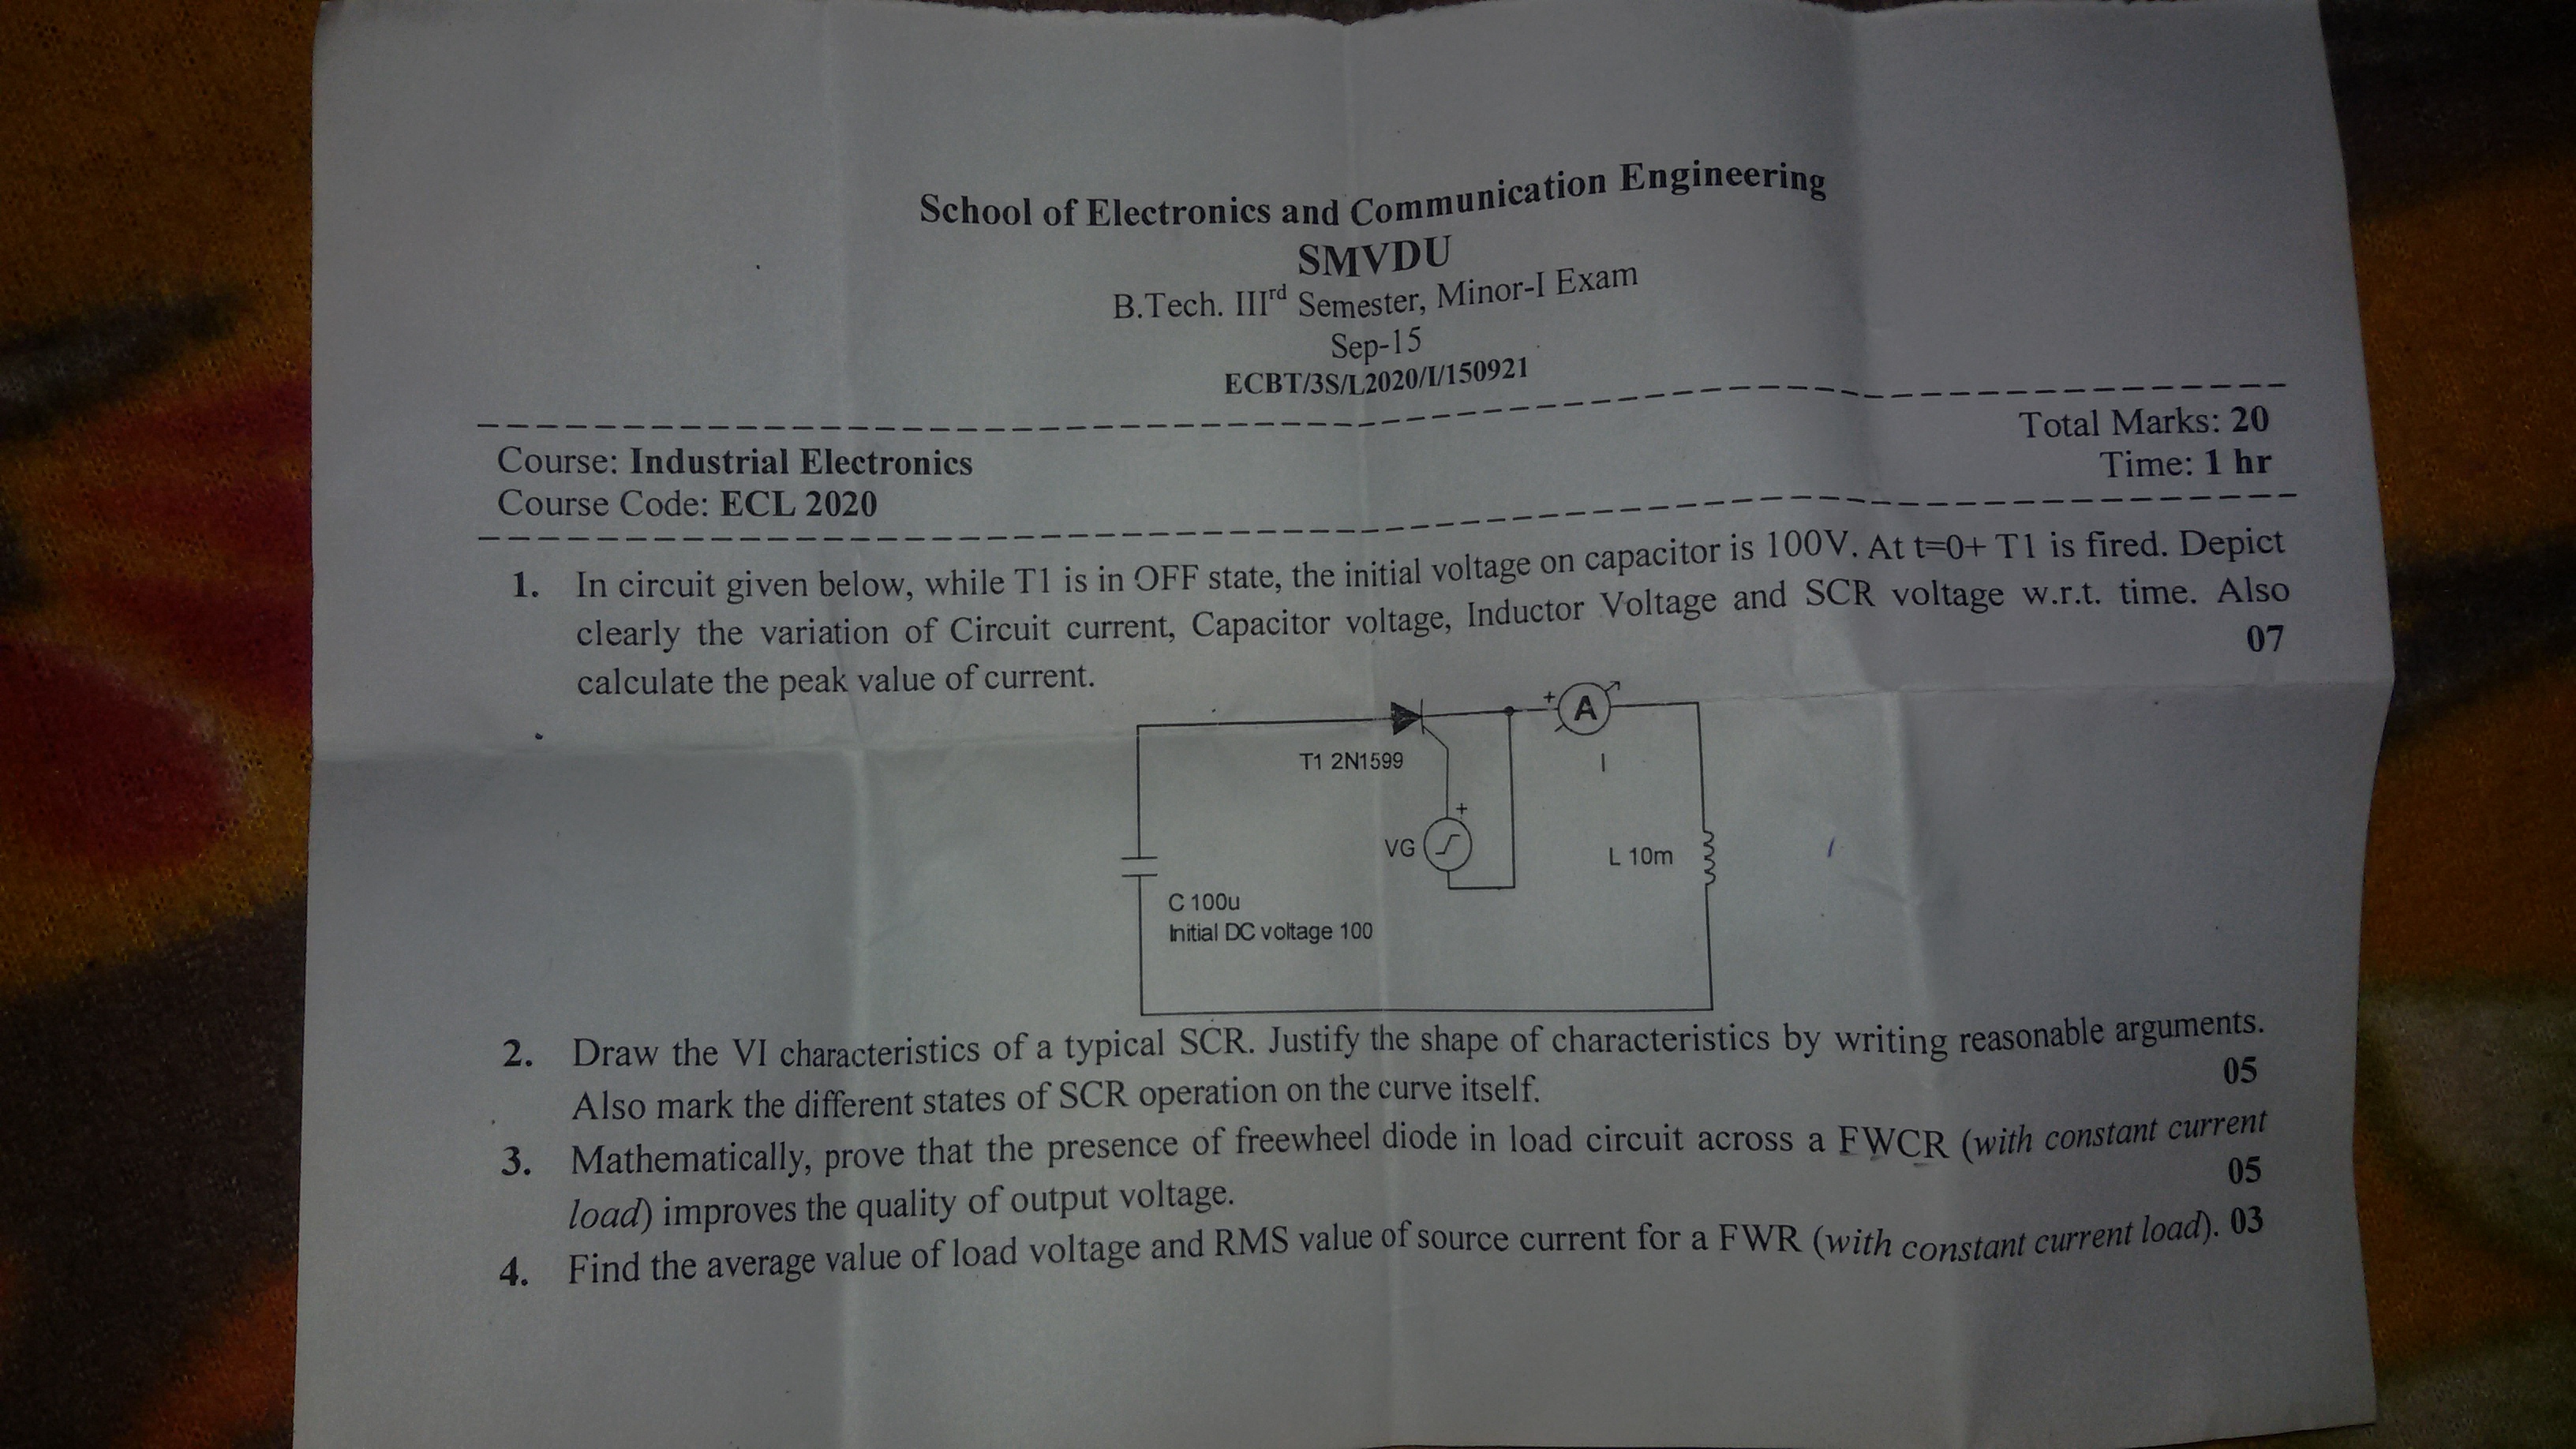 School of Electronics and Communication Engineering
SMVDU
B.Tech. IIIrd Semester, Minor-I Exam
Sep-15
ECBT/3S/L2020/I/150921
Total Marks: 20
Course: Industrial Electronics
Time: 1 hr
Course Code: ECL 2020
1. In circuit given below, while T1 is in OFF state, the initial voltage on capacitor is 100V. At t=0+ T1 is fired. Depict
clearly the variation of Circuit current, Capacitor voltage, Inductor Voltage and SCR voltage w.r.t. time. Also
calculate the peak value of current. 07
+
A
T1 2N1599
I
+
VG
L 10m
C 100u
Initial DC voltage 100
2. Draw the VI characteristics of a typical SCR. Justify the shape of characteristics by writing reasonable arguments.
Also mark the different states of SCR operation on the curve itself. 05
3. Mathematically, prove that the presence of freewheel diode in load circuit across a FWCR (with constant current
load) improves the quality of output voltage. 05
4. Find the average value of load voltage and RMS value of source current for a FWR (with constant current load). 03